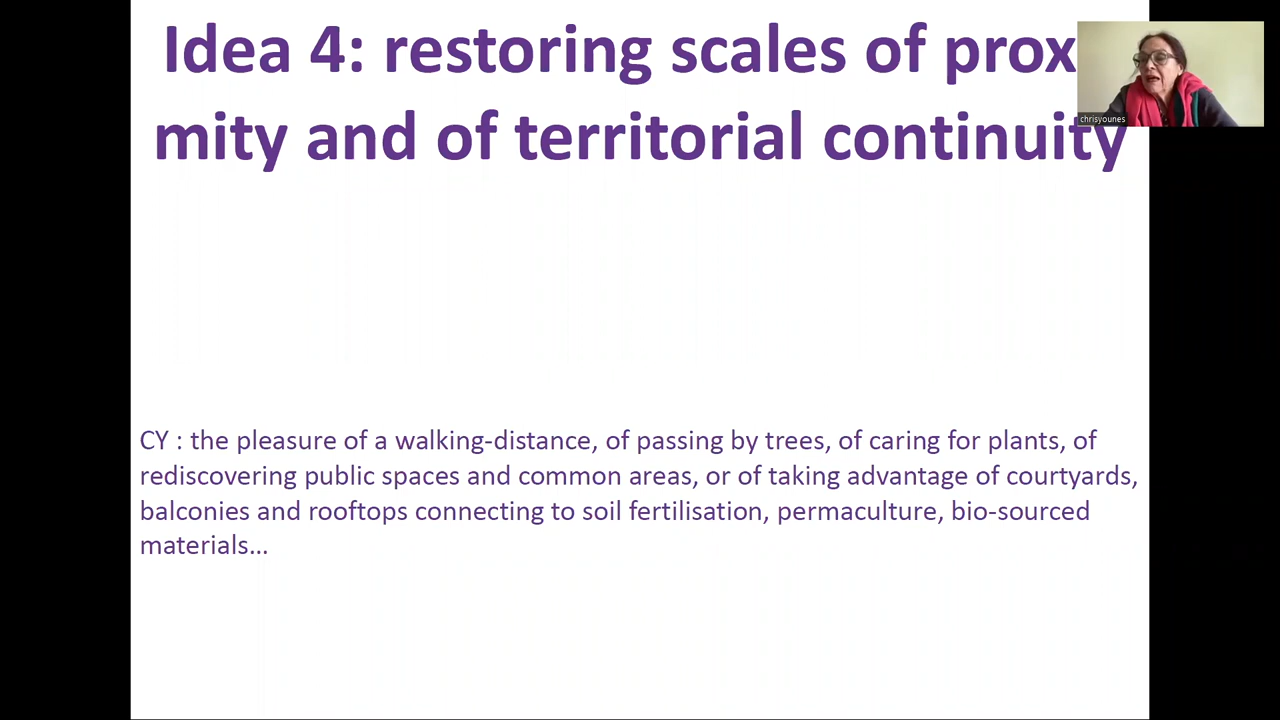 Idea 4: restoring scales of prox
mity and of territorial continuity
chrisyounes
CY : the pleasure of a walking-distance, of passing by trees, of caring for plants, of
rediscovering public spaces and common areas, or of taking advantage of courtyards,
balconies and rooftops connecting to soil fertilisation, permaculture, bio-sourced
materials…